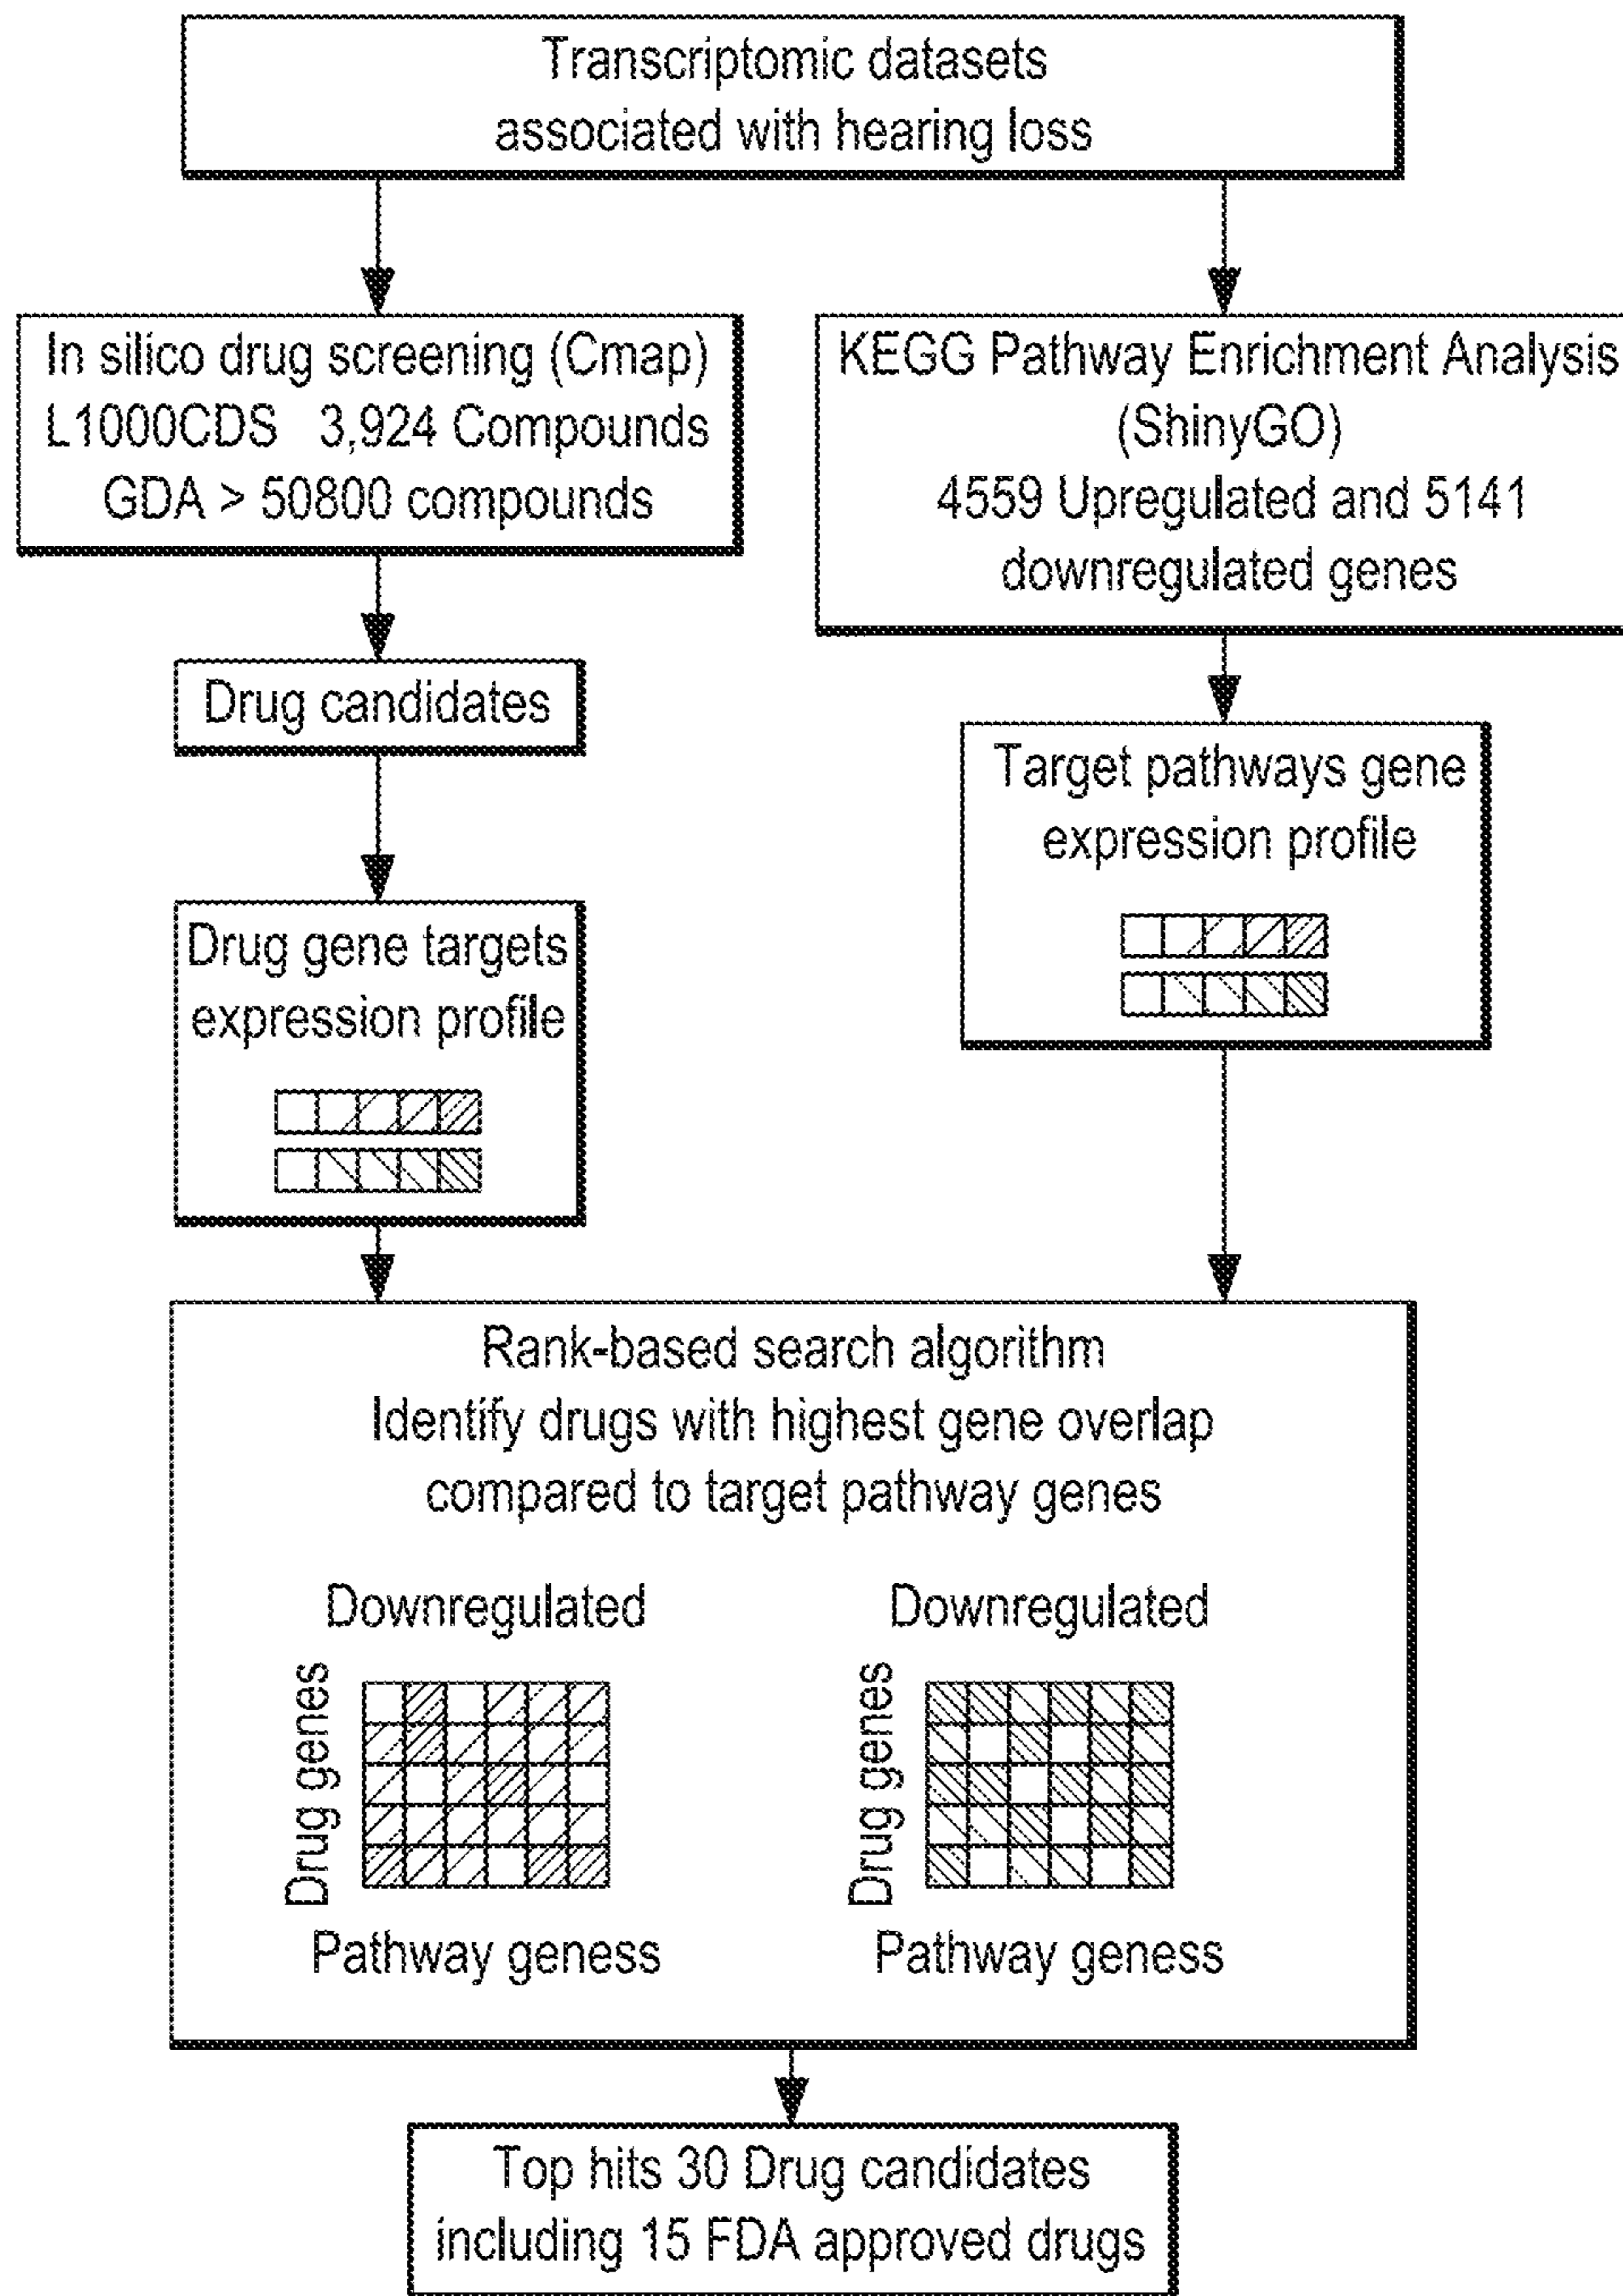 Transcriptomic datasets
associated with hearing loss
In silico drug screening (Cmap)
L1000CDS 3,924 Compounds
GDA > 50800 compounds
KEGG Pathway Enrichment Analysis
(ShinyGO)
4559 Upregulated and 5141
downregulated genes
Drug candidates
Target pathways gene
expression profile
Drug gene targets
expression profile
Rank-based search algorithm
Identify drugs with highest gene overlap
compared to target pathway genes
Downregulated
Drug genes
Pathway geness
Downregulated
Drug genes
Pathway geness
Top hits 30 Drug candidates
including 15 FDA approved drugs